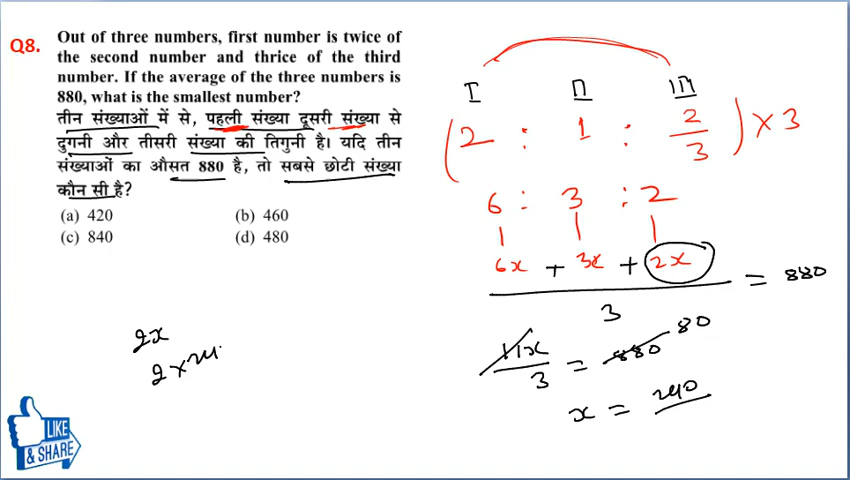 Q8. Out of three numbers, first number is twice of
the second number and thrice of the third
number. If the average of the three numbers is
880, what is the smallest number?
तीन संख्याओं में से, पहली संख्या दूसरी संख्या से
दुगनी और तीसरी संख्या की तिगुनी है। यदि तीन
संख्याओं का औसत 880 है, तो सबसे छोटी संख्या
कौन सी है?
(a) 420 (b) 460
(c) 840 (d) 480
I II III
(2 : 1 : 2/3) × 3
6 : 3 : 2
6x + 3x + 2x
3
= 880
11x/3 = 880 80
x = 240
2x
2 × 24
LIKE
& SHARE